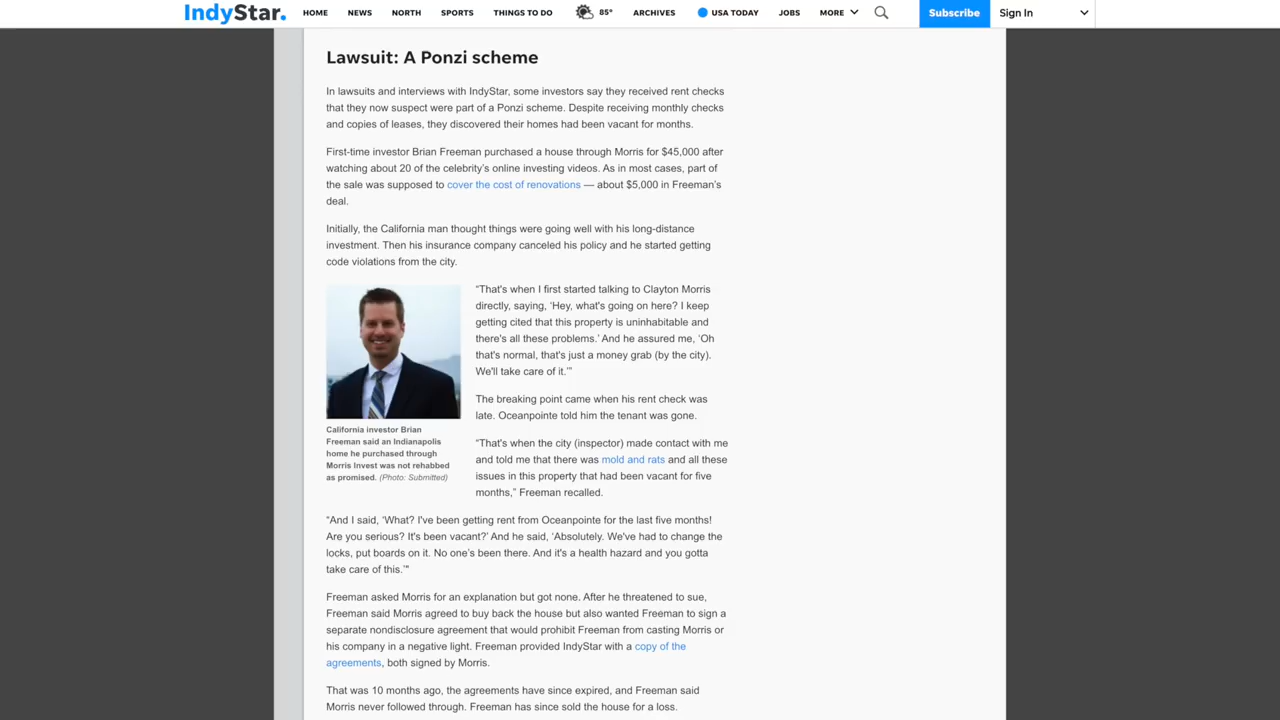 IndyStar. HOME NEWS NORTH SPORTS THINGS TO DO 85° ARCHIVES USA TODAY JOBS MORE Subscribe Sign In
Lawsuit: A Ponzi scheme
In lawsuits and interviews with IndyStar, some investors say they received rent checks
that they now suspect were part of a Ponzi scheme. Despite receiving monthly checks
and copies of leases, they discovered their homes had been vacant for months.
First-time investor Brian Freeman purchased a house through Morris for $45,000 after
watching about 20 of the celebrity's online investing videos. As in most cases, part of
the sale was supposed to cover the cost of renovations — about $5,000 in Freeman's
deal.
Initially, the California man thought things were going well with his long-distance
investment. Then his insurance company canceled his policy and he started getting
code violations from the city.
“That's when I first started talking to Clayton Morris
directly, saying, ‘Hey, what's going on here? I keep
getting cited that this property is uninhabitable and
there's all these problems.’ And he assured me, ‘Oh
that's normal, that's just a money grab (by the city).
We'll take care of it.’”
The breaking point came when his rent check was
late. Oceanpointe told him the tenant was gone.
“That's when the city (inspector) made contact with me
and told me that there was mold and rats and all these
issues in this property that had been vacant for five
months,” Freeman recalled.
California investor Brian
Freeman said an Indianapolis
home he purchased through
Morris Invest was not rehabbed
as promised. (Photo: Submitted)
“And I said, ‘What? I've been getting rent from Oceanpointe for the last five months!
Are you serious? It's been vacant?’ And he said, ‘Absolutely. We've had to change the
locks, put boards on it. No one’s been there. And it's a health hazard and you gotta
take care of this.’"
Freeman asked Morris for an explanation but got none. After he threatened to sue,
Freeman said Morris agreed to buy back the house but also wanted Freeman to sign a
separate nondisclosure agreement that would prohibit Freeman from casting Morris or
his company in a negative light. Freeman provided IndyStar with a copy of the
agreements, both signed by Morris.
That was 10 months ago, the agreements have since expired, and Freeman said
Morris never followed through. Freeman has since sold the house for a loss.